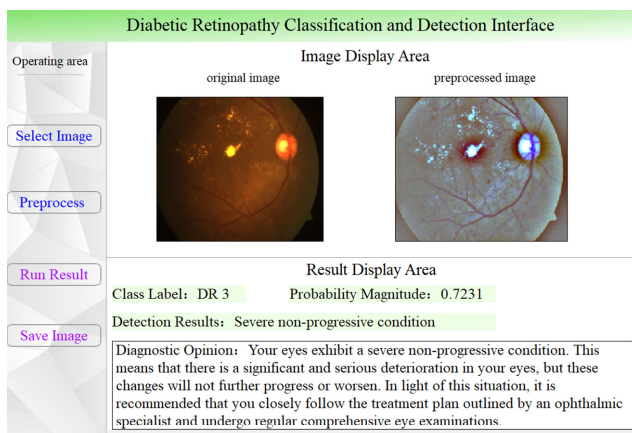 Diabetic Retinopathy Classification and Detection Interface
Operating area
Select Image
Preprocess
Run Result
Save Image
Image Display Area
original image
preprocessed image
Result Display Area
Class Label： DR 3
Probability Magnitude： 0.7231
Detection Results： Severe non-progressive condition
Diagnostic Opinion： Your eyes exhibit a severe non-progressive condition. This
means that there is a significant and serious deterioration in your eyes, but these
changes will not further progress or worsen. In light of this situation, it is
recommended that you closely follow the treatment plan outlined by an ophthalmic
specialist and undergo regular comprehensive eye examinations.